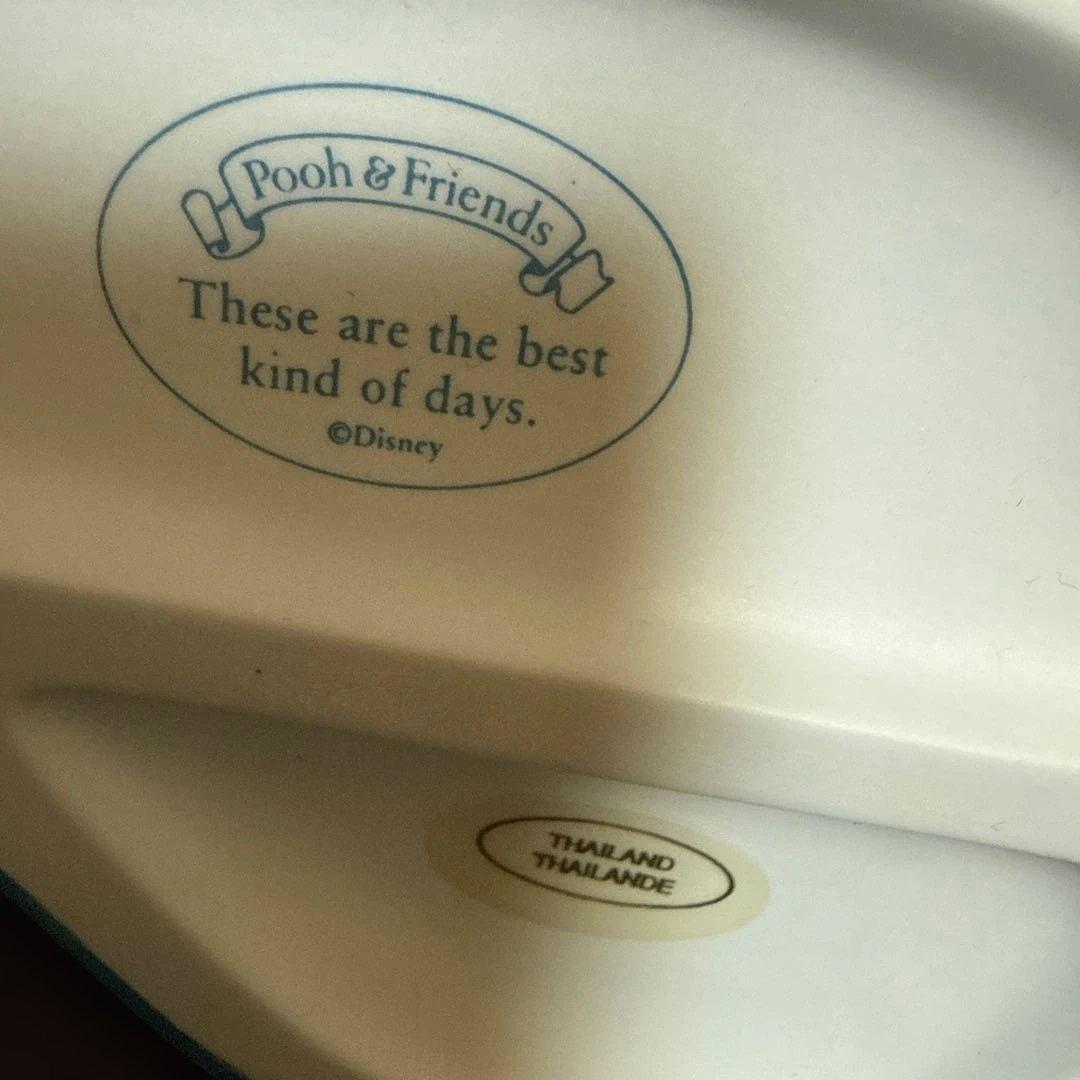 Pooh & Friends
These are the best
kind of days.
©Disney
THAILAND
THAILANDE